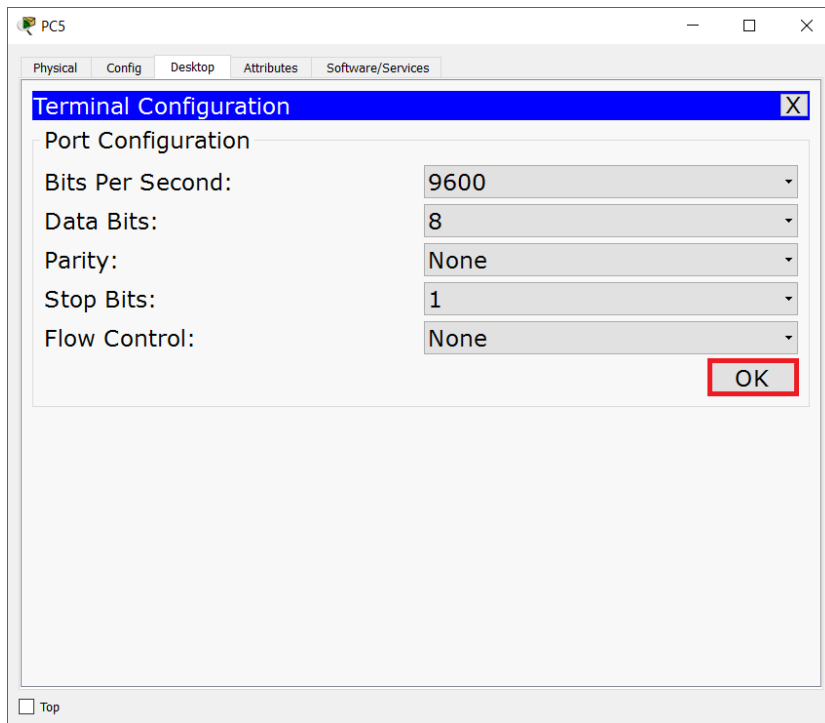 PC5
Physical Config Desktop Attributes Software/Services
Terminal Configuration X
Port Configuration
Bits Per Second: 9600
Data Bits: 8
Parity: None
Stop Bits: 1
Flow Control: None
OK
Top